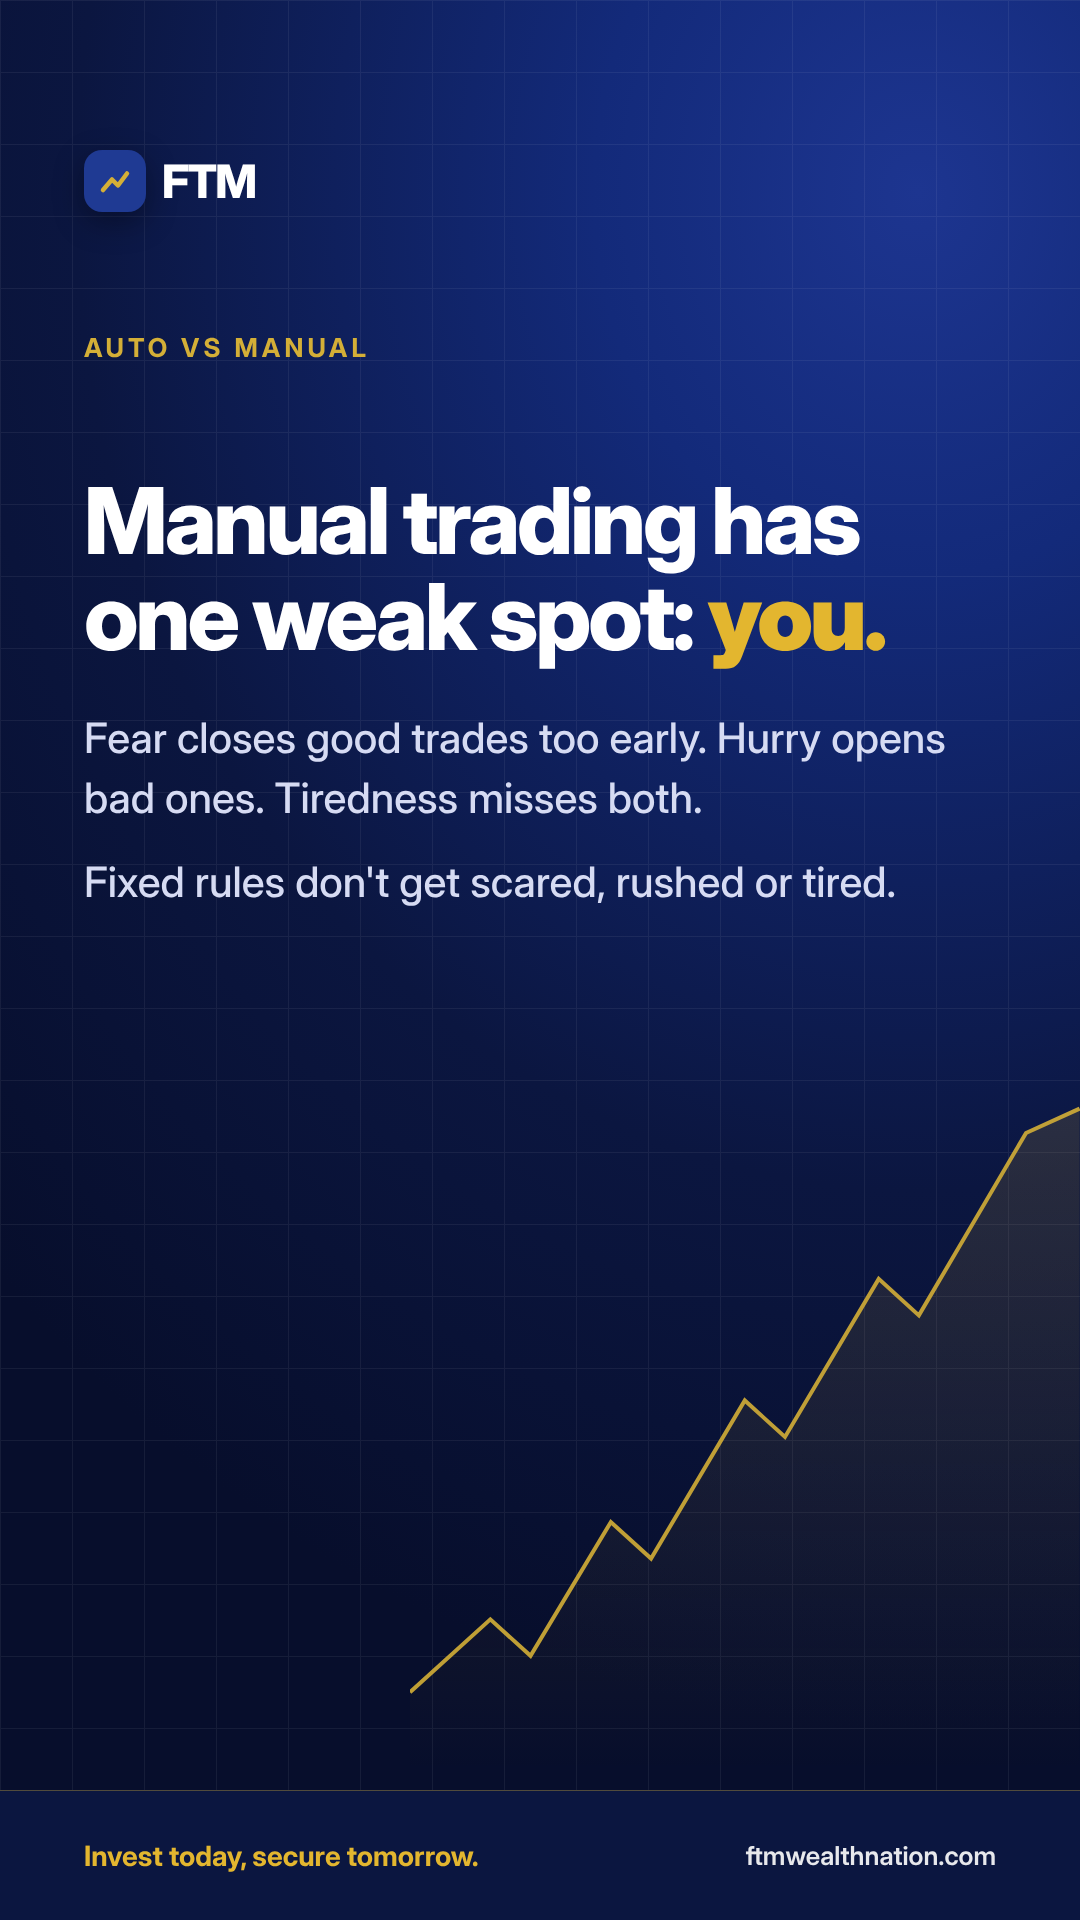 FTM
AUTO VS MANUAL
Manual trading has
one weak spot: you.
Fear closes good trades too early. Hurry opens
bad ones. Tiredness misses both.
Fixed rules don't get scared, rushed or tired.
Invest today, secure tomorrow.
ftmwealthnation.com